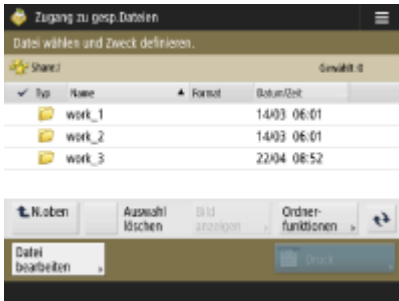 Zugang zu gesp.Dateien
Datei wählen und Zweck definieren.
Share:/ Gewählt:0
Typ Name Format Datum/Zeit
work_1 14/03 06:01
work_2 14/03 06:01
work_3 22/04 08:52
N.oben Auswahl löschen Bild anzeigen Ordner-funktionen
Datei bearbeiten Druck